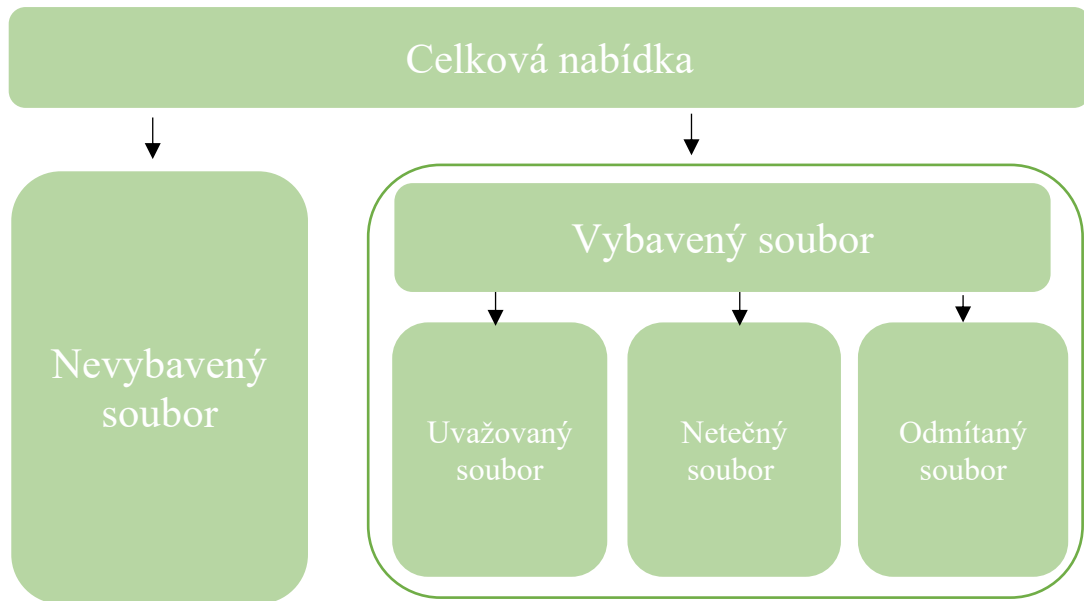 Celková nabídka
Vybavený soubor
Nevybavený
soubor
Uvažovaný
soubor
Netečný
soubor
Odmítaný
soubor